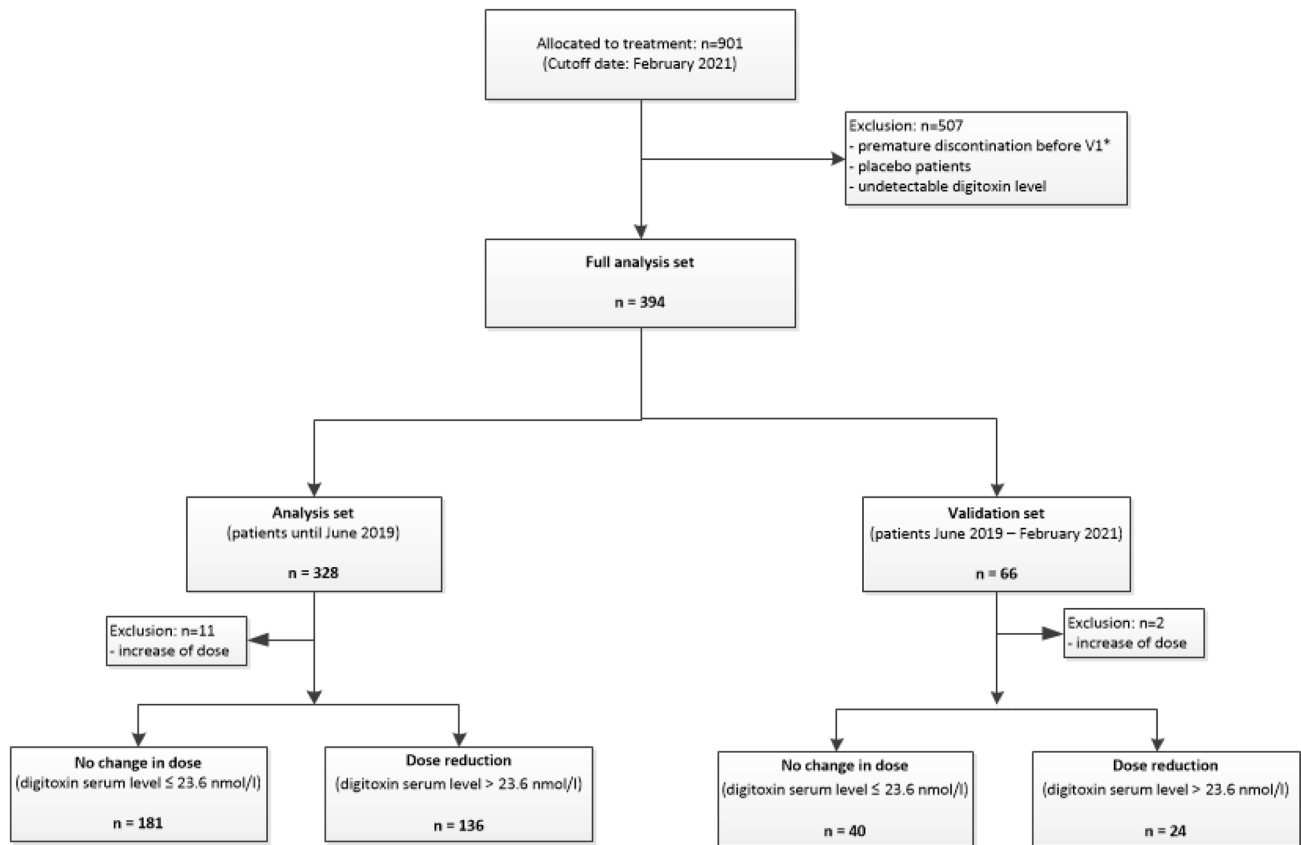 Allocated to treatment: n=901
(Cutoff date: February 2021)
Exclusion: n=507
- premature discontination before V1*
- placebo patients
- undetectable digitoxin level
Full analysis set
n = 394
Analysis set
(patients until June 2019)
n = 328
Validation set
(patients June 2019 – February 2021)
n = 66
Exclusion: n=11
- increase of dose
Exclusion: n=2
- increase of dose
No change in dose
(digitoxin serum level ≤ 23.6 nmol/l)
n = 181
Dose reduction
(digitoxin serum level > 23.6 nmol/l)
n = 136
No change in dose
(digitoxin serum level ≤ 23.6 nmol/l)
n = 40
Dose reduction
(digitoxin serum level > 23.6 nmol/l)
n = 24